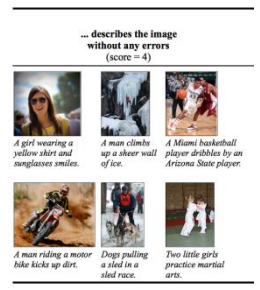 ... describes the image
without any errors
(score = 4)
A girl wearing a
yellow shirt and
sunglasses smiles.
A man climbs
up a sheer wall
of ice.
A Miami basketball
player dribbles by an
Arizona State player.
A man riding a motor
bike kicks up dirt.
Dogs pulling
a sled in a
sled race.
Two little girls
practice martial
arts.